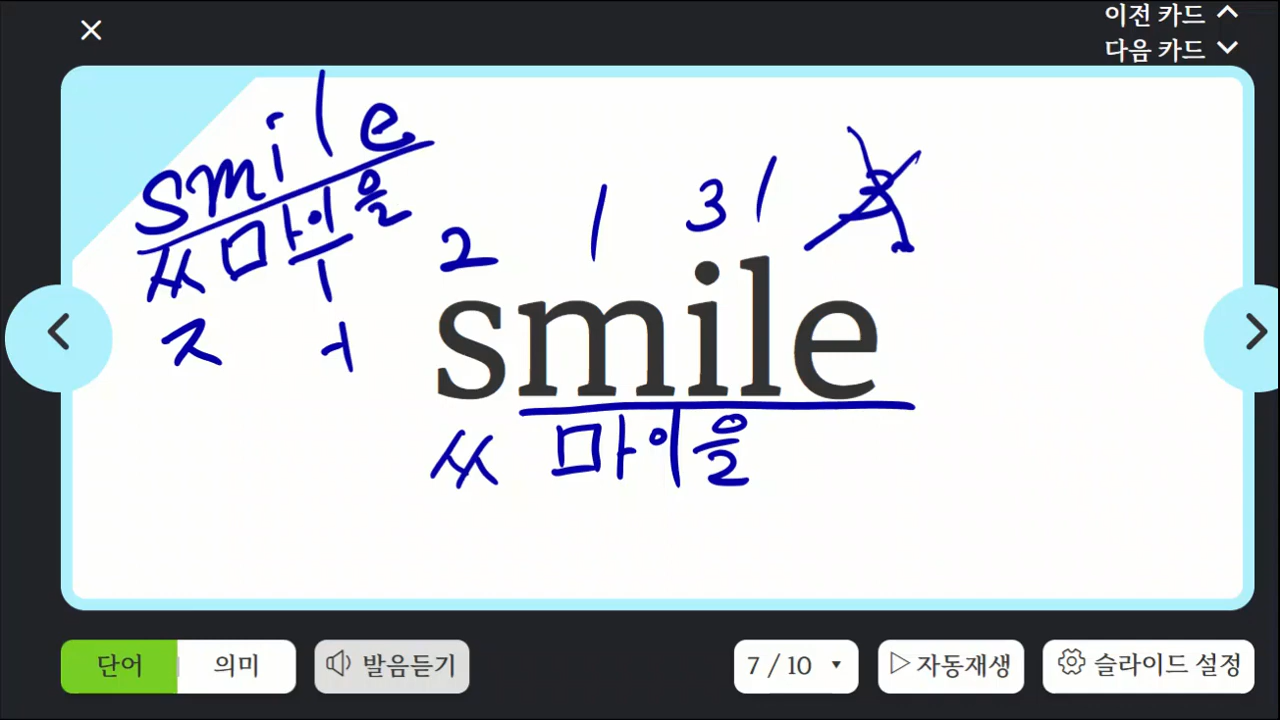 이전 카드
다음 카드
smile
ㅆ마이을
ㅈ ㅓ
2 1 3 1
smile
ㅆ 마이을
단어
의미
발음듣기
7 / 10
자동재생
슬라이드 설정